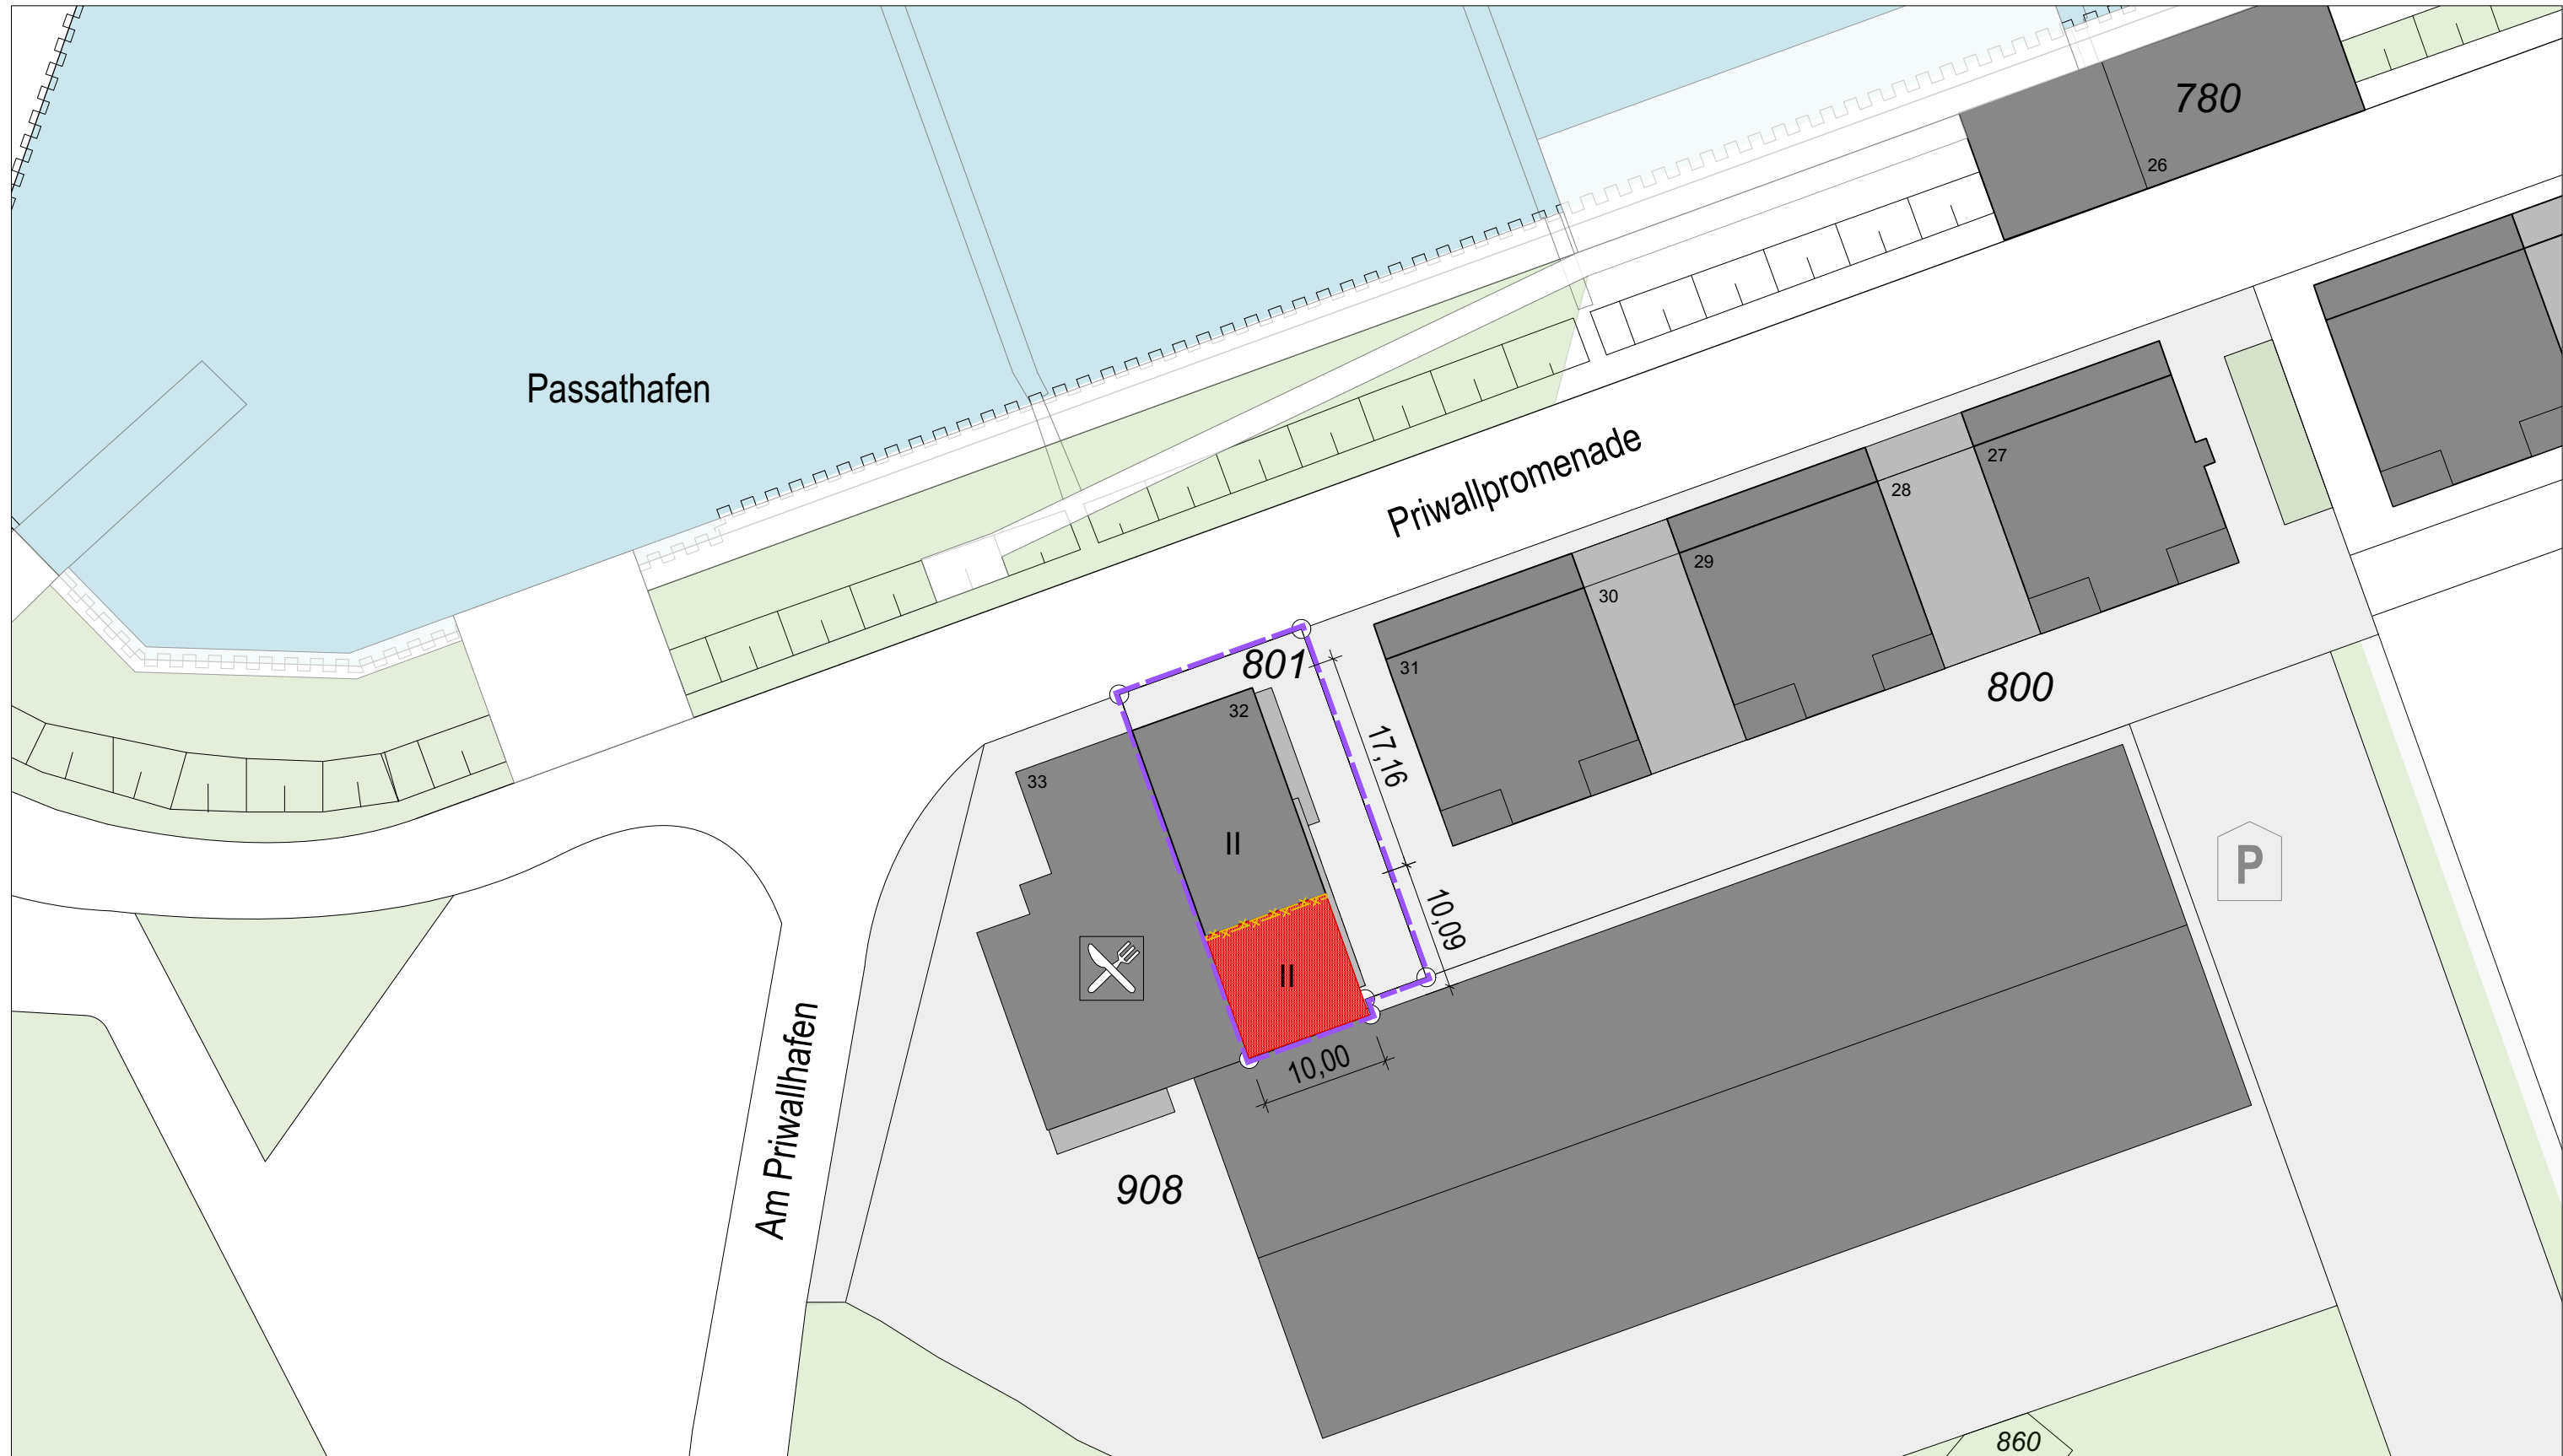 780
26
Passathafen
Priwallpromenade
27
28
29
30
31
801
800
32
17,16
33
II
P
10,09
II
10,00
Am Priwallhafen
908
860